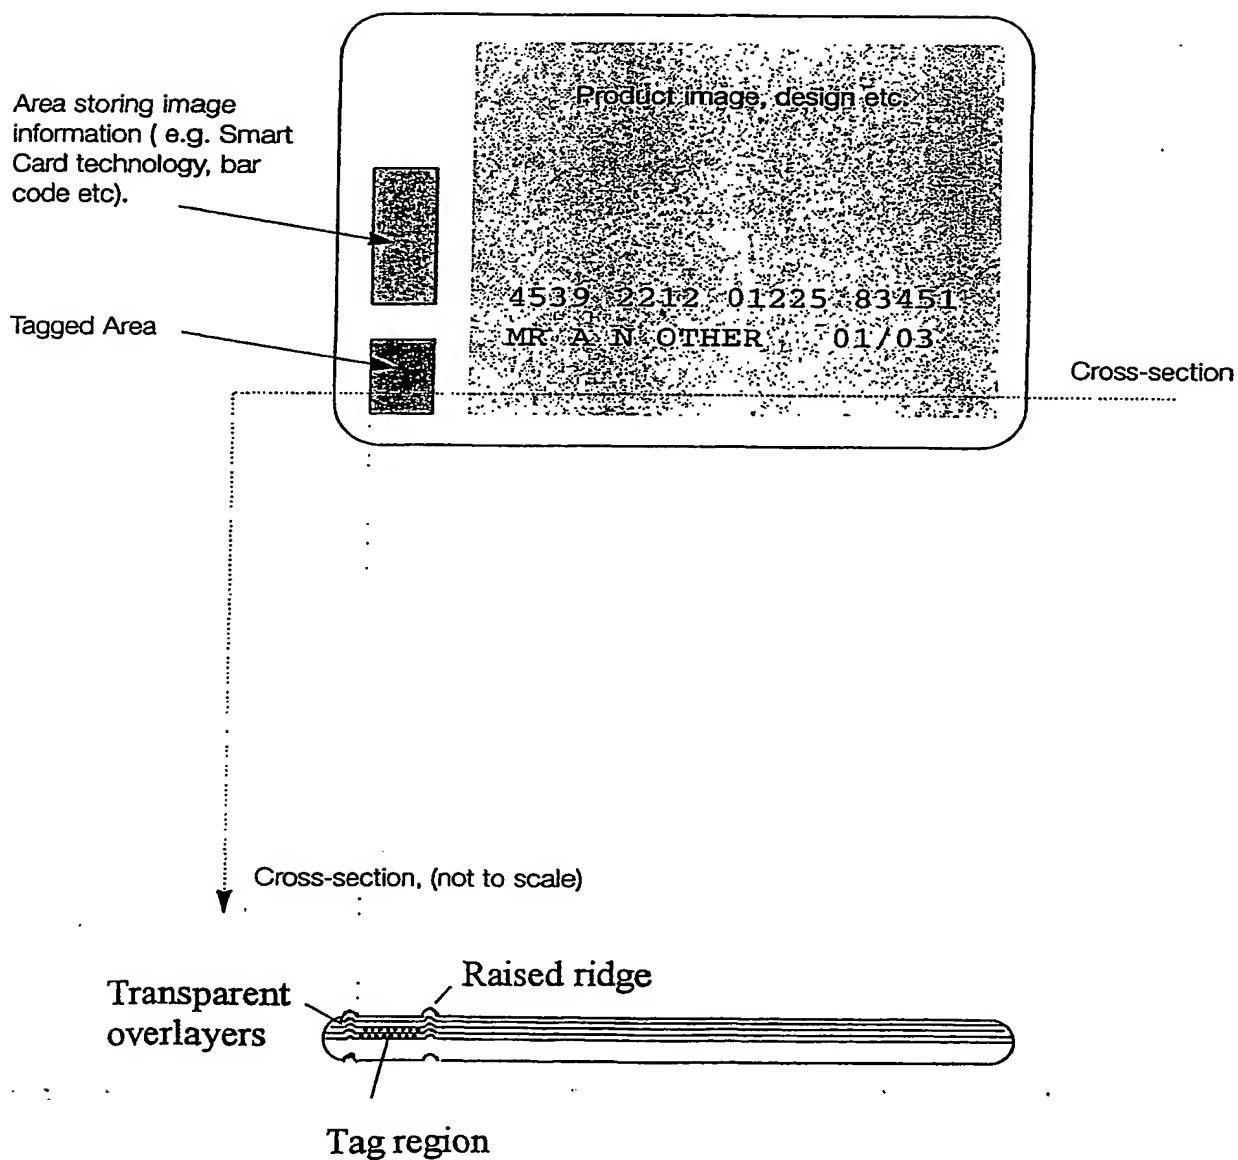 Product image, design etc.
Area storing image
information ( e.g. Smart
Card technology, bar
code etc).
4539 2212 01225 83451
Tagged Area
MR A N OTHER 01/03
Cross-section
Cross-section, (not to scale)
Raised ridge
Transparent
overlayers
Tag region